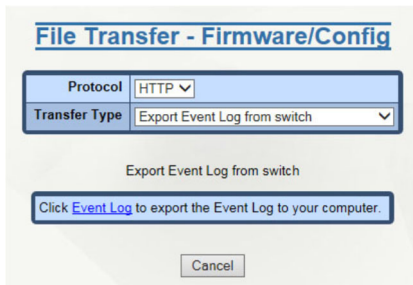 File Transfer - Firmware/Config
Protocol HTTP
Transfer Type Export Event Log from switch
Export Event Log from switch
Click Event Log to export the Event Log to your computer.
Cancel